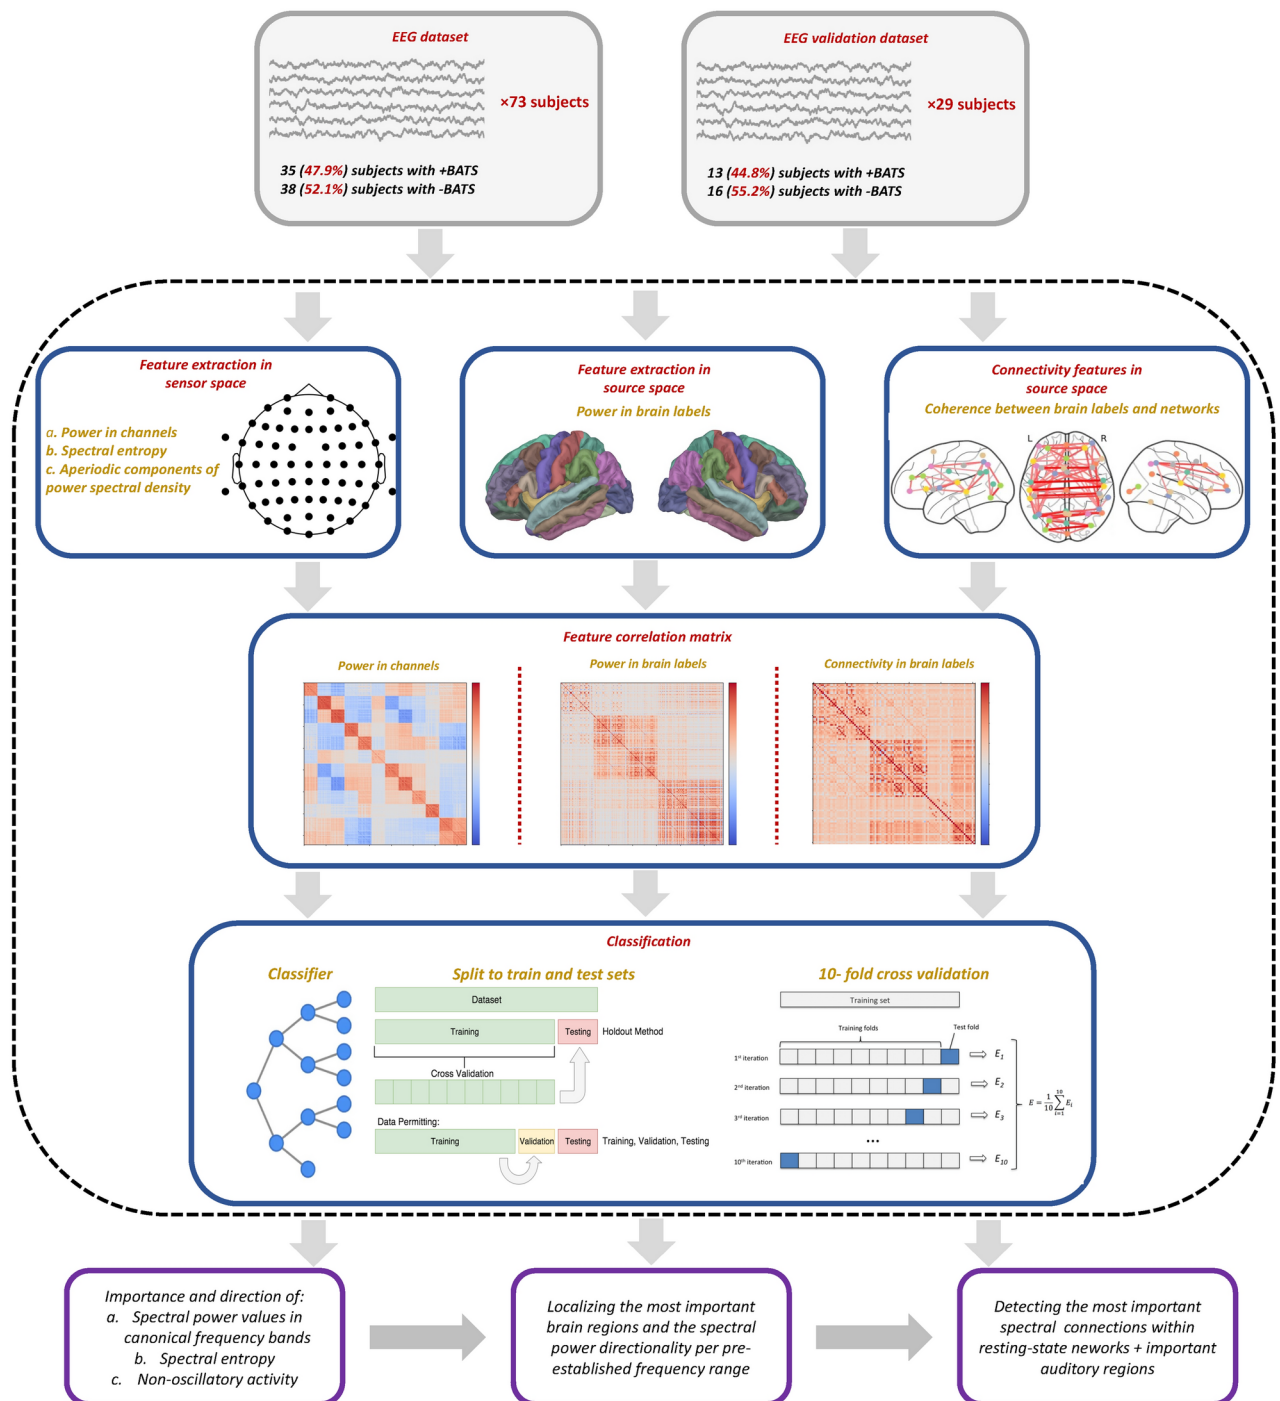 EEG dataset
×73 subjects
35 (47.9%) subjects with +BATS
38 (52.1%) subjects with -BATS
EEG validation dataset
×29 subjects
13 (44.8%) subjects with +BATS
16 (55.2%) subjects with -BATS
Feature extraction in
sensor space
a. Power in channels
b. Spectral entropy
c. Aperiodic components of
power spectral density
Feature extraction in
source space
Power in brain labels
Connectivity features in
source space
Coherence between brain labels and networks
L R
Feature correlation matrix
Power in channels
Power in brain labels
Connectivity in brain labels
Classification
Classifier
Split to train and test sets
Dataset
Training
Testing
Holdout Method
Cross Validation
Data Permitting:
Training
Validation
Testing
Training, Validation, Testing
10- fold cross validation
Training set
Training folds
Test fold
1st iteration
E1
2nd iteration
E2
3rd iteration
E3
...
10th iteration
E10
E = 1/10 ∑ i=1 10 Ei
Importance and direction of:
a. Spectral power values in
canonical frequency bands
b. Spectral entropy
c. Non-oscillatory activity
Localizing the most important
brain regions and the spectral
power directionality per pre-
established frequency range
Detecting the most important
spectral connections within
resting-state neworks + important
auditory regions